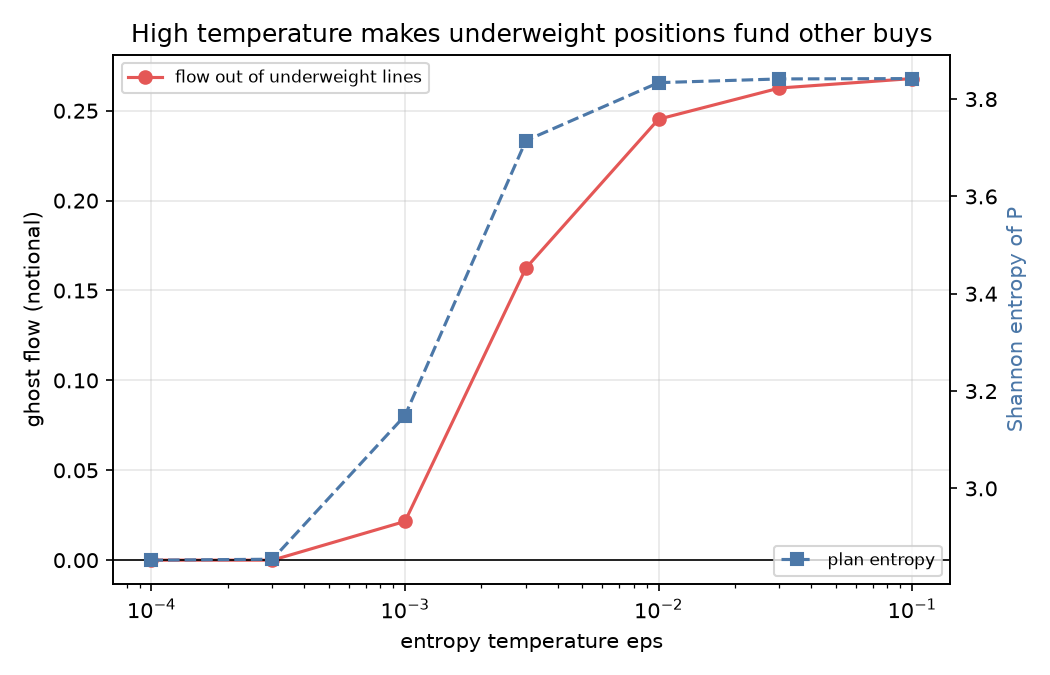 High temperature makes underweight positions fund other buys
flow out of underweight lines
plan entropy
ghost flow (notional)
0.25
0.20
0.15
0.10
0.05
0.00
Shannon entropy of P
3.8
3.6
3.4
3.2
3.0
10⁻⁴
10⁻³
10⁻²
10⁻¹
entropy temperature eps